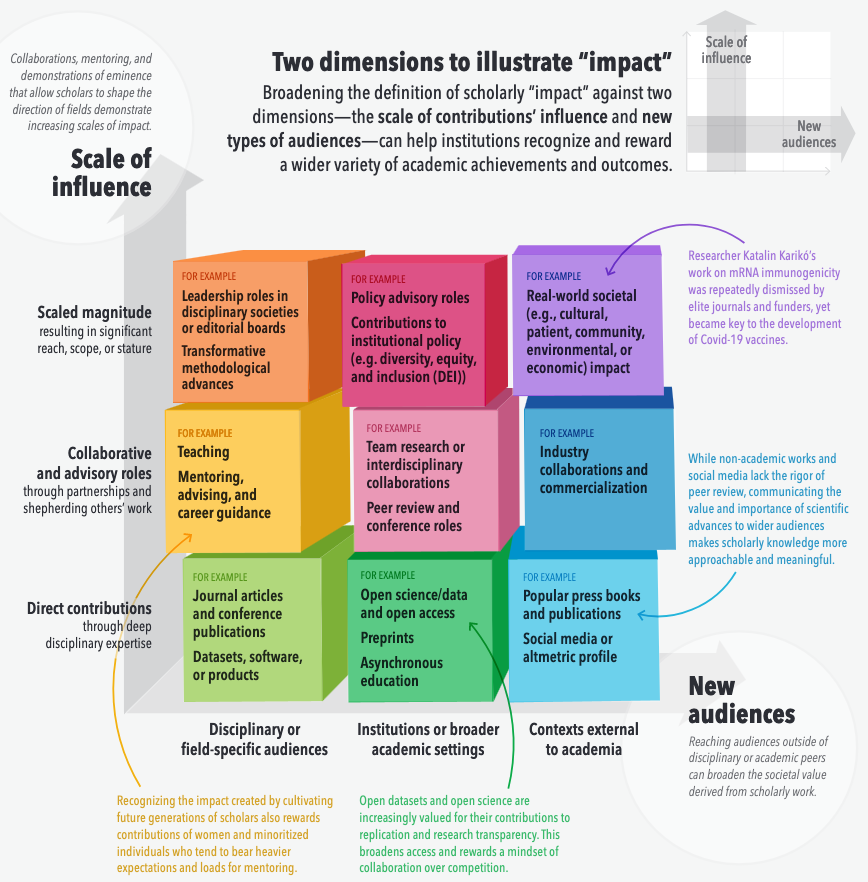 Collaborations, mentoring, and
demonstrations of eminence
that allow scholars to shape the
direction of fields demonstrate
increasing scales of impact.
Scale of
influence
Two dimensions to illustrate “impact”
Broadening the definition of scholarly “impact” against two
dimensions—the scale of contributions’ influence and new
types of audiences—can help institutions recognize and reward
a wider variety of academic achievements and outcomes.
Scale of
influence
New
audiences
Scaled magnitude
resulting in significant
reach, scope, or stature
FOR EXAMPLE
Leadership roles in
disciplinary societies
or editorial boards
Transformative
methodological
advances
FOR EXAMPLE
Policy advisory roles
Contributions to
institutional policy
(e.g. diversity, equity,
and inclusion (DEI))
FOR EXAMPLE
Real-world societal
(e.g., cultural,
patient, community,
environmental, or
economic) impact
Researcher Katalin Karikó’s
work on mRNA immunogenicity
was repeatedly dismissed by
elite journals and funders, yet
became key to the development
of Covid-19 vaccines.
Collaborative
and advisory roles
through partnerships and
shepherding others’ work
FOR EXAMPLE
Teaching
Mentoring,
advising, and
career guidance
FOR EXAMPLE
Team research or
interdisciplinary
collaborations
Peer review and
conference roles
FOR EXAMPLE
Industry
collaborations and
commercialization
While non-academic works and
social media lack the rigor of
peer review, communicating the
value and importance of scientific
advances to wider audiences
makes scholarly knowledge more
approachable and meaningful.
Direct contributions
through deep
disciplinary expertise
FOR EXAMPLE
Journal articles
and conference
publications
Datasets, software,
or products
FOR EXAMPLE
Open science/data
and open access
Preprints
Asynchronous
education
FOR EXAMPLE
Popular press books
and publications
Social media or
altmetric profile
Disciplinary or
field-specific audiences
Institutions or broader
academic settings
Contexts external
to academia
New
audiences
Reaching audiences outside of
disciplinary or academic peers
can broaden the societal value
derived from scholarly work.
Recognizing the impact created by cultivating
future generations of scholars also rewards
contributions of women and minoritized
individuals who tend to bear heavier
expectations and loads for mentoring.
Open datasets and open science are
increasingly valued for their contributions to
replication and research transparency. This
broadens access and rewards a mindset of
collaboration over competition.